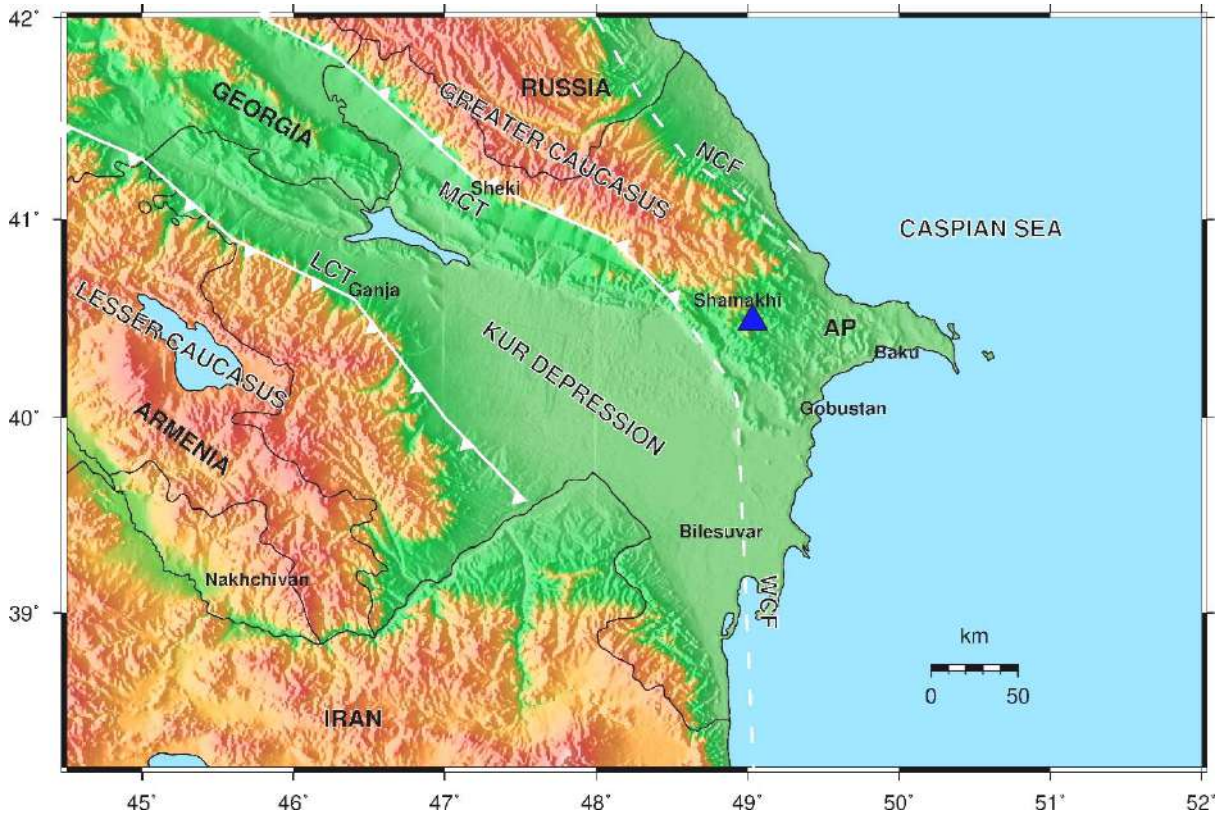 42°
41°
40°
39°
RUSSIA
GEORGIA
GREATER CAUCASUS
NCF
Sheki
MCT
CASPIAN SEA
LCT
Ganja
Shamakhi
LESSER CAUCASUS
KUR DEPRESSION
AP
Baku
Gobustan
ARMENIA
Bilesuvar
Nakhchivan
WCF
km
0 50
IRAN
45° 46° 47° 48° 49° 50° 51° 52°